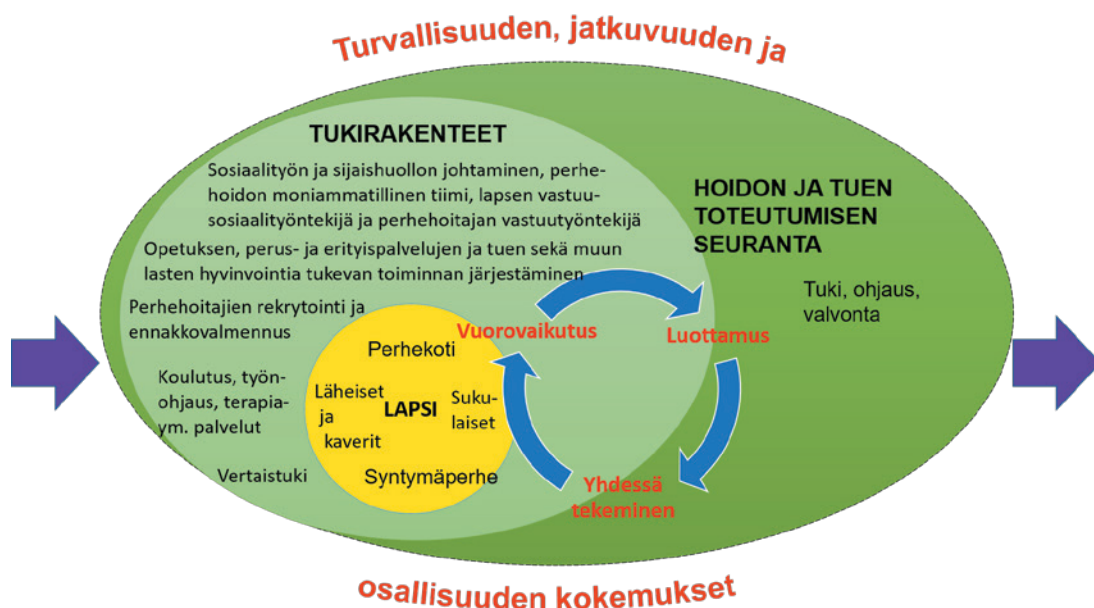 Turvallisuuden, jatkuvuuden ja
TUKIRAKENTEET
Sosiaalityön ja sijaishuollon johtaminen, perhe-
hoidon moniammatillinen tiimi, lapsen vastuu-
sosiaalityöntekijä ja perhehoitajan vastuutyöntekijä
Opetuksen, perus- ja erityispalvelujen ja tuen sekä muun
lasten hyvinvointia tukevan toiminnan järjestäminen
Perhehoitajien rekrytointi ja
ennakkovalmennus
Koulutus, työn-
ohjaus, terapia-
ym. palvelut
Vertaistuki
Perhekoti
Läheiset
ja
kaverit
LAPSI
Suku-
laiset
Syntymäperhe
Vuorovaikutus
Luottamus
Yhdessä
tekeminen
HOIDON JA TUEN
TOTEUTUMISEN
SEURANTA
Tuki, ohjaus,
valvonta
osallisuuden kokemukset